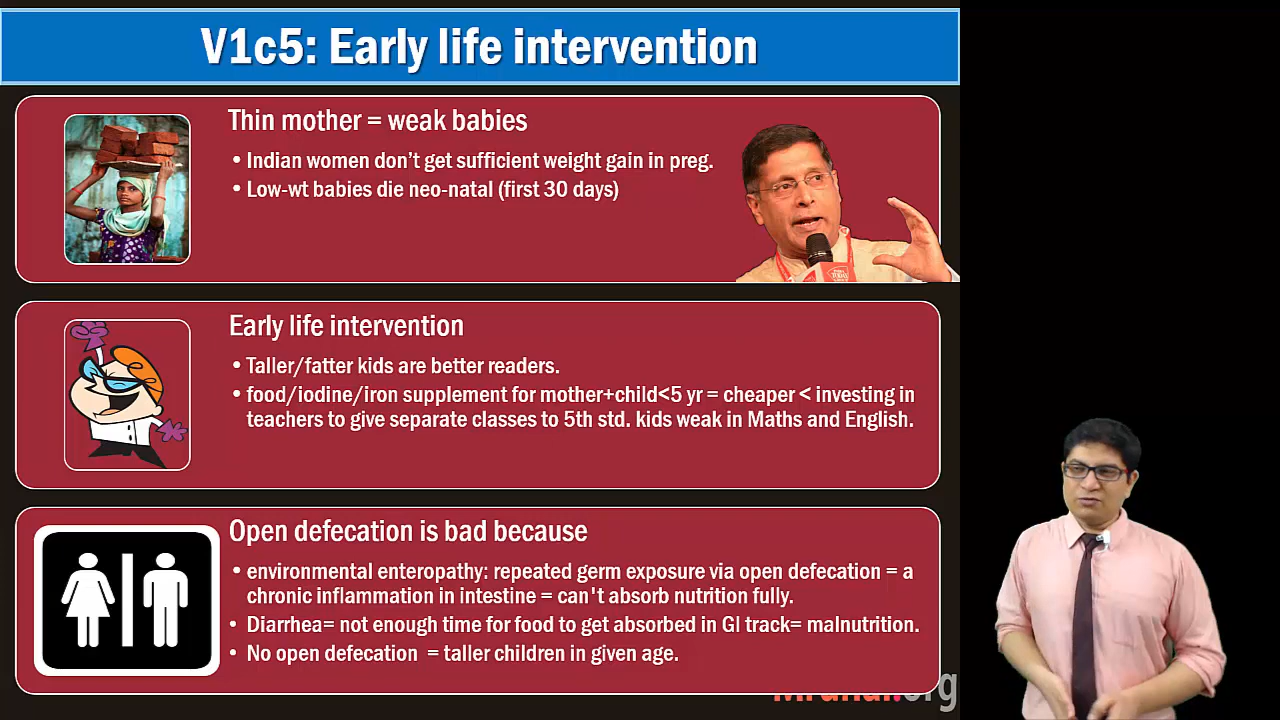 V1c5: Early life intervention
Thin mother = weak babies
• Indian women don't get sufficient weight gain in preg.
• Low-wt babies die neo-natal (first 30 days)
Early life intervention
• Taller/fatter kids are better readers.
• food/iodine/iron supplement for mother+child<5 yr = cheaper < investing in
teachers to give separate classes to 5th std. kids weak in Maths and English.
Open defecation is bad because
• environmental enteropathy: repeated germ exposure via open defecation = a
chronic inflammation in intestine = can't absorb nutrition fully.
• Diarrhea= not enough time for food to get absorbed in GI track= malnutrition.
• No open defecation = taller children in given age.
Mrunal.org